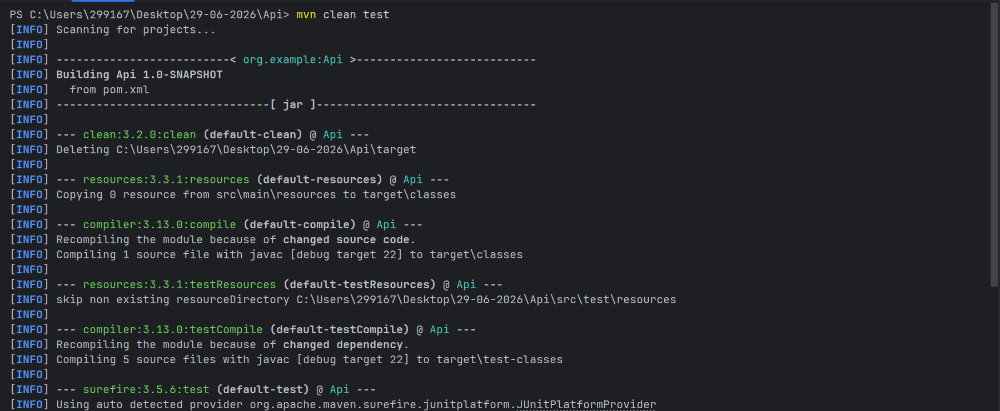 PS C:\Users\299167\Desktop\29-06-2026\Api> mvn clean test
[INFO] Scanning for projects...
[INFO]
[INFO] --------------------------< org.example:Api >---------------------------
[INFO] Building Api 1.0-SNAPSHOT
[INFO]   from pom.xml
[INFO] --------------------------------[ jar ]---------------------------------
[INFO]
[INFO] --- clean:3.2.0:clean (default-clean) @ Api ---
[INFO] Deleting C:\Users\299167\Desktop\29-06-2026\Api\target
[INFO]
[INFO] --- resources:3.3.1:resources (default-resources) @ Api ---
[INFO] Copying 0 resource from src\main\resources to target\classes
[INFO]
[INFO] --- compiler:3.13.0:compile (default-compile) @ Api ---
[INFO] Recompiling the module because of changed source code.
[INFO] Compiling 1 source file with javac [debug target 22] to target\classes
[INFO]
[INFO] --- resources:3.3.1:testResources (default-testResources) @ Api ---
[INFO] skip non existing resourceDirectory C:\Users\299167\Desktop\29-06-2026\Api\src\test\resources
[INFO]
[INFO] --- compiler:3.13.0:testCompile (default-testCompile) @ Api ---
[INFO] Recompiling the module because of changed dependency.
[INFO] Compiling 5 source files with javac [debug target 22] to target\test-classes
[INFO]
[INFO] --- surefire:3.5.6:test (default-test) @ Api ---
[INFO] Using auto detected provider org.apache.maven.surefire.junitplatform.JUnitPlatformProvider